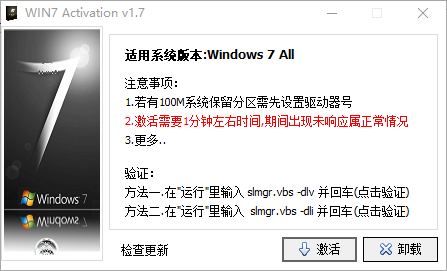 WIN7 Activation v1.7
适用系统版本:Windows 7 All
注意事项:
1.若有100M系统保留分区需先设置驱动器号
2.激活需要1分钟左右时间,期间出现未响应属正常情况
3.更多..
验证:
方法一.在"运行"里输入 slmgr.vbs -dlv 并回车(点击验证)
方法二.在"运行"里输入 slmgr.vbs -dli 并回车(点击验证)
7
Windows 7
检查更新
激活
卸载